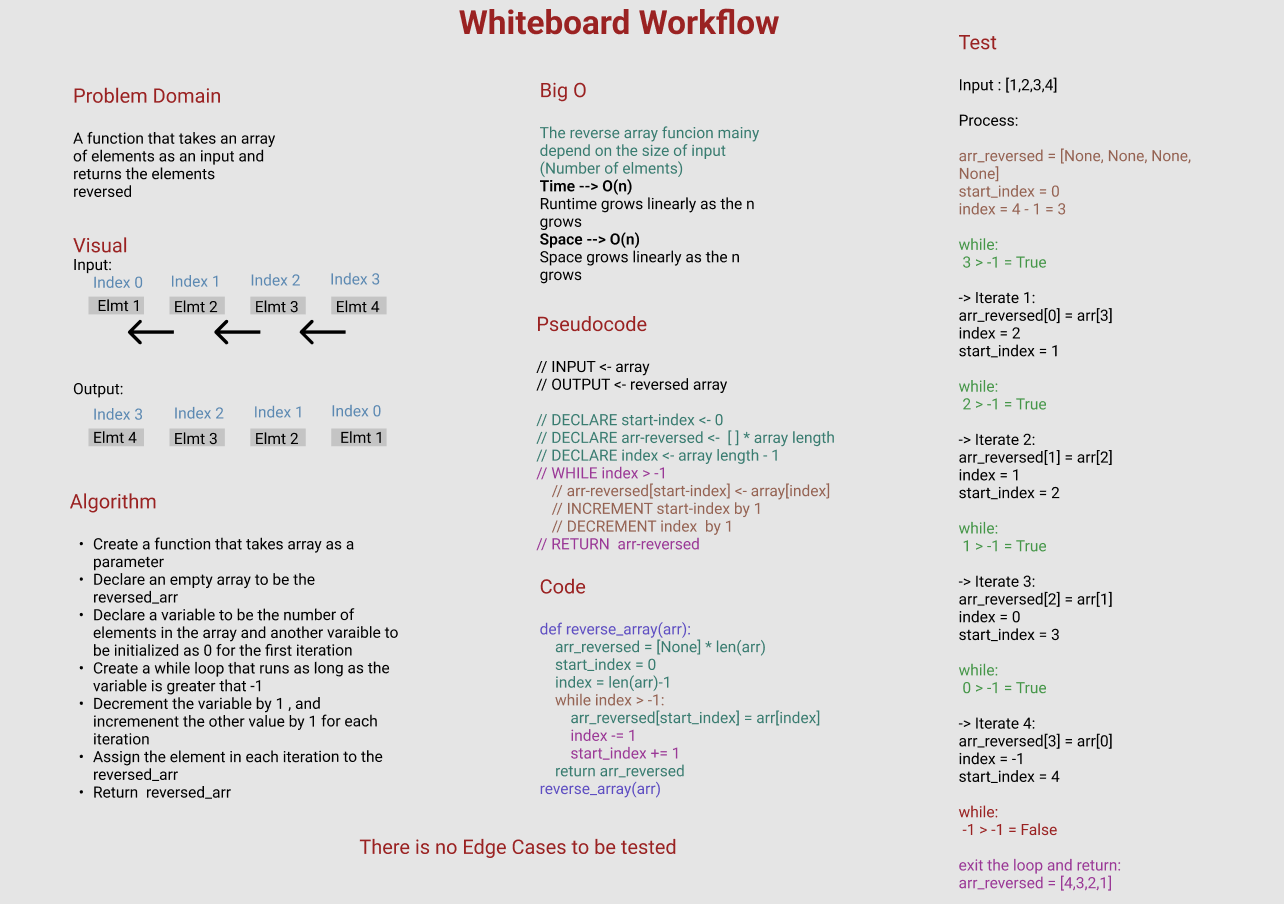 Whiteboard Workflow
Problem Domain
A function that takes an array
of elements as an input and
returns the elements
reversed
Visual
Input:
Index 0 Index 1 Index 2 Index 3
Elmt 1 Elmt 2 Elmt 3 Elmt 4
Output:
Index 3 Index 2 Index 1 Index 0
Elmt 4 Elmt 3 Elmt 2 Elmt 1
Algorithm
• Create a function that takes array as a
parameter
• Declare an empty array to be the
reversed_arr
• Declare a variable to be the number of
elements in the array and another varaible to
be initialized as 0 for the first iteration
• Create a while loop that runs as long as the
variable is greater that -1
• Decrement the variable by 1 , and
incremenent the other value by 1 for each
iteration
• Assign the element in each iteration to the
reversed_arr
• Return  reversed_arr
Big O
The reverse array funcion mainy
depend on the size of input
(Number of elments)
Time --> O(n)
Runtime grows linearly as the n
grows
Space --> O(n)
Space grows linearly as the n
grows
Pseudocode
// INPUT <- array
// OUTPUT <- reversed array
// DECLARE start-index <- 0
// DECLARE arr-reversed <-  [ ] * array length
// DECLARE index <- array length - 1
// WHILE index > -1
// arr-reversed[start-index] <- array[index]
// INCREMENT start-index by 1
// DECREMENT index  by 1
// RETURN  arr-reversed
Code
def reverse_array(arr):
arr_reversed = [None] * len(arr)
start_index = 0
index = len(arr)-1
while index > -1:
arr_reversed[start_index] = arr[index]
index -= 1
start_index += 1
return arr_reversed
reverse_array(arr)
There is no Edge Cases to be tested
Test
Input : [1,2,3,4]
Process:
arr_reversed = [None, None, None,
None]
start_index = 0
index = 4 - 1 = 3
while:
3 > -1 = True
-> Iterate 1:
arr_reversed[0] = arr[3]
index = 2
start_index = 1
while:
2 > -1 = True
-> Iterate 2:
arr_reversed[1] = arr[2]
index = 1
start_index = 2
while:
1 > -1 = True
-> Iterate 3:
arr_reversed[2] = arr[1]
index = 0
start_index = 3
while:
0 > -1 = True
-> Iterate 4:
arr_reversed[3] = arr[0]
index = -1
start_index = 4
while:
-1 > -1 = False
exit the loop and return:
arr_reversed = [4,3,2,1]